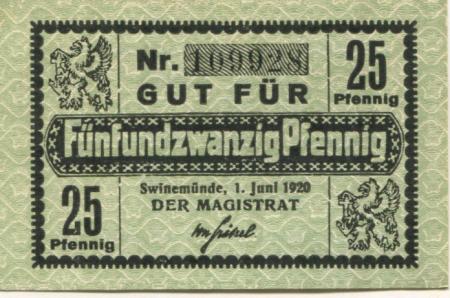 Nr. 109928
GUT FÜR
25
Pfennig
Fünfundzwanzig Pfennig
25
Pfennig
Swinemünde, 1. Juni 1920
DER MAGISTRAT